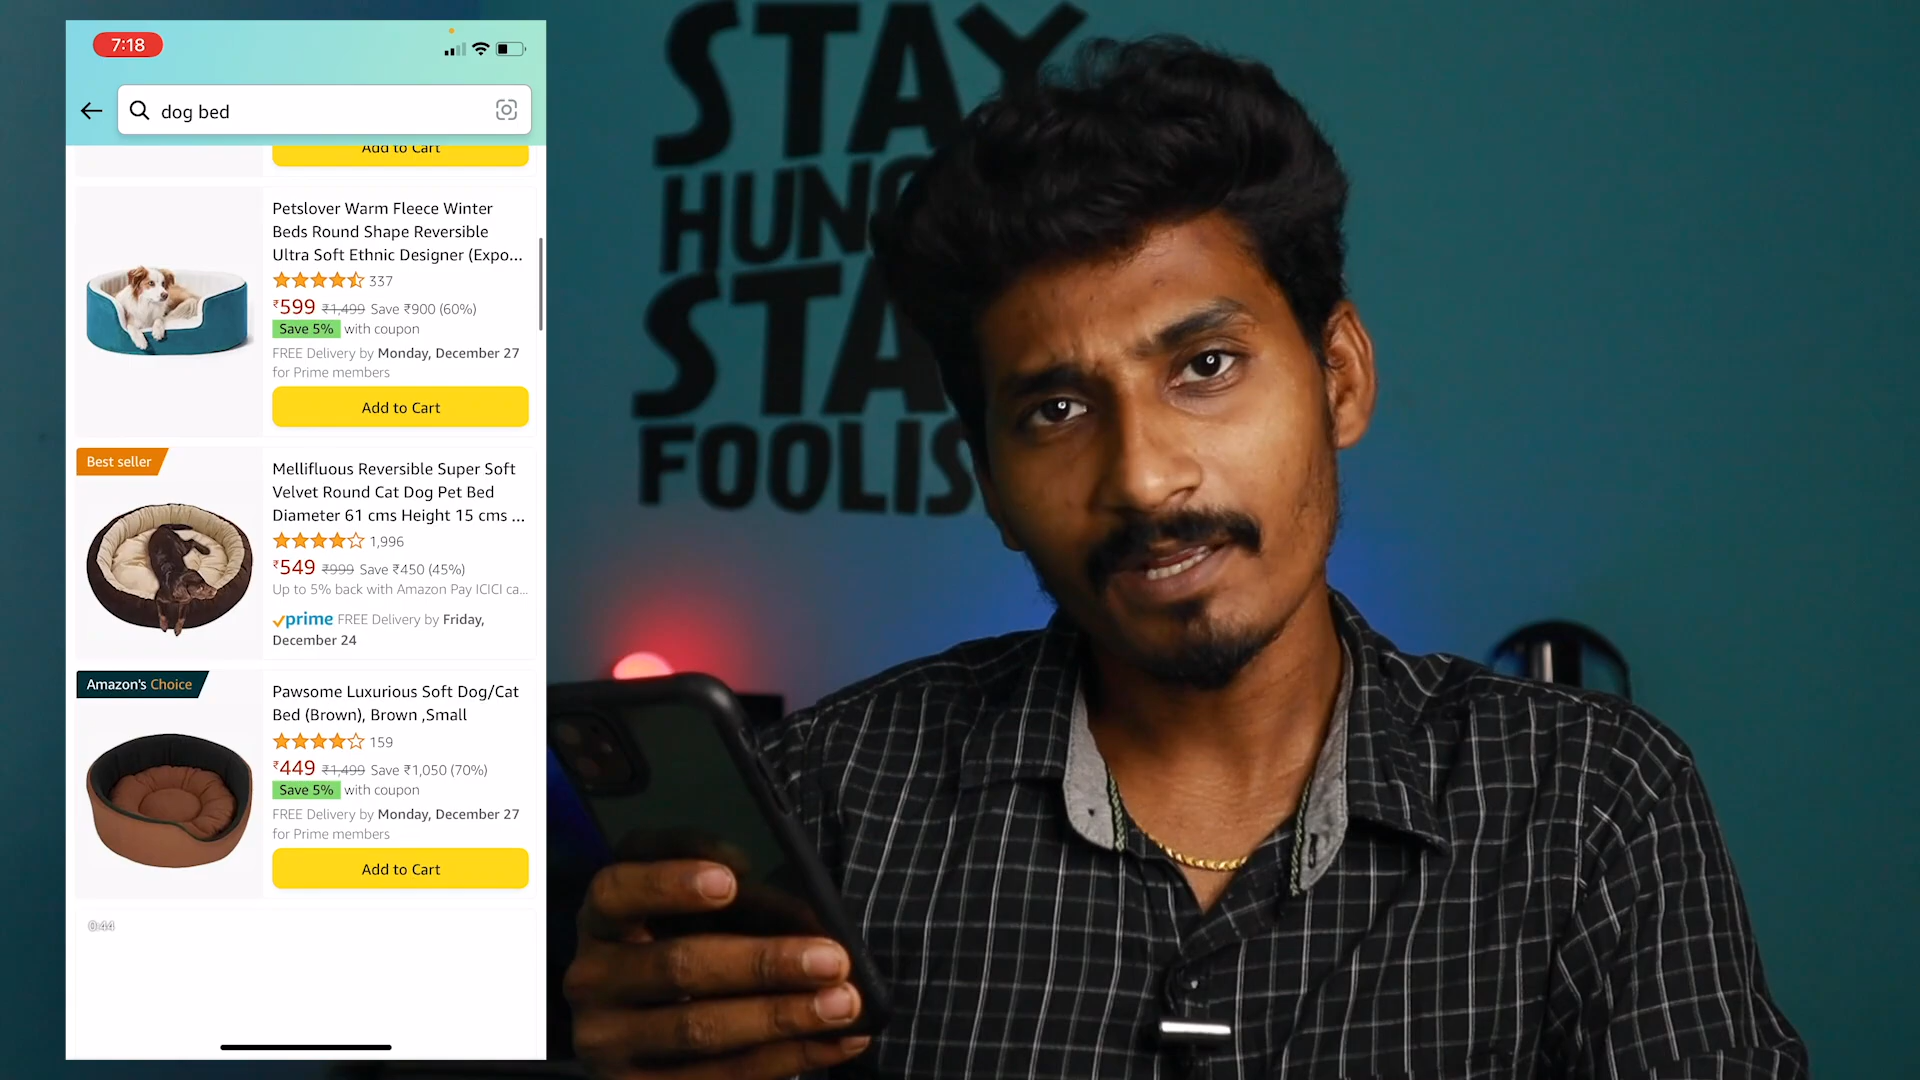 7:18
dog bed
Add to Cart
Petslover Warm Fleece Winter
Beds Round Shape Reversible
Ultra Soft Ethnic Designer (Expo...
337
₹599 ₹1,499 Save ₹900 (60%)
Save 5% with coupon
FREE Delivery by Monday, December 27
for Prime members
Add to Cart
Best seller
Mellifluous Reversible Super Soft
Velvet Round Cat Dog Pet Bed
Diameter 61 cms Height 15 cms ...
1,996
₹549 ₹999 Save ₹450 (45%)
Up to 5% back with Amazon Pay ICICI ca...
prime FREE Delivery by Friday,
December 24
Amazon's Choice
Pawsome Luxurious Soft Dog/Cat
Bed (Brown), Brown ,Small
159
₹449 ₹1,499 Save ₹1,050 (70%)
Save 5% with coupon
FREE Delivery by Monday, December 27
for Prime members
Add to Cart
0:44
STAY
HUNG
STA
FOOLIS